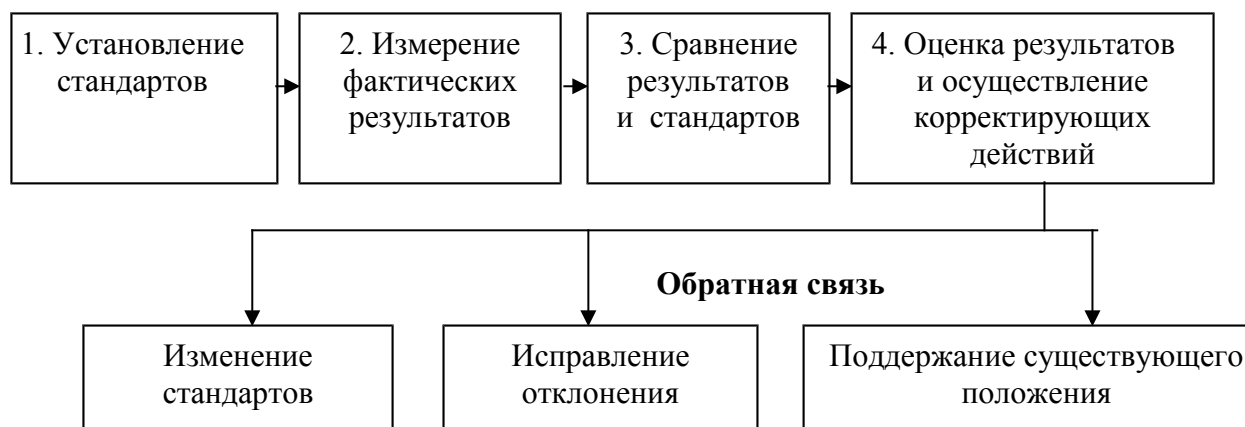 1. Установление
стандартов
2. Измерение
фактических
результатов
3. Сравнение
результатов
и стандартов
4. Оценка результатов
и осуществление
корректирующих
действий
Обратная связь
Изменение
стандартов
Исправление
отклонения
Поддержание существующего
положения